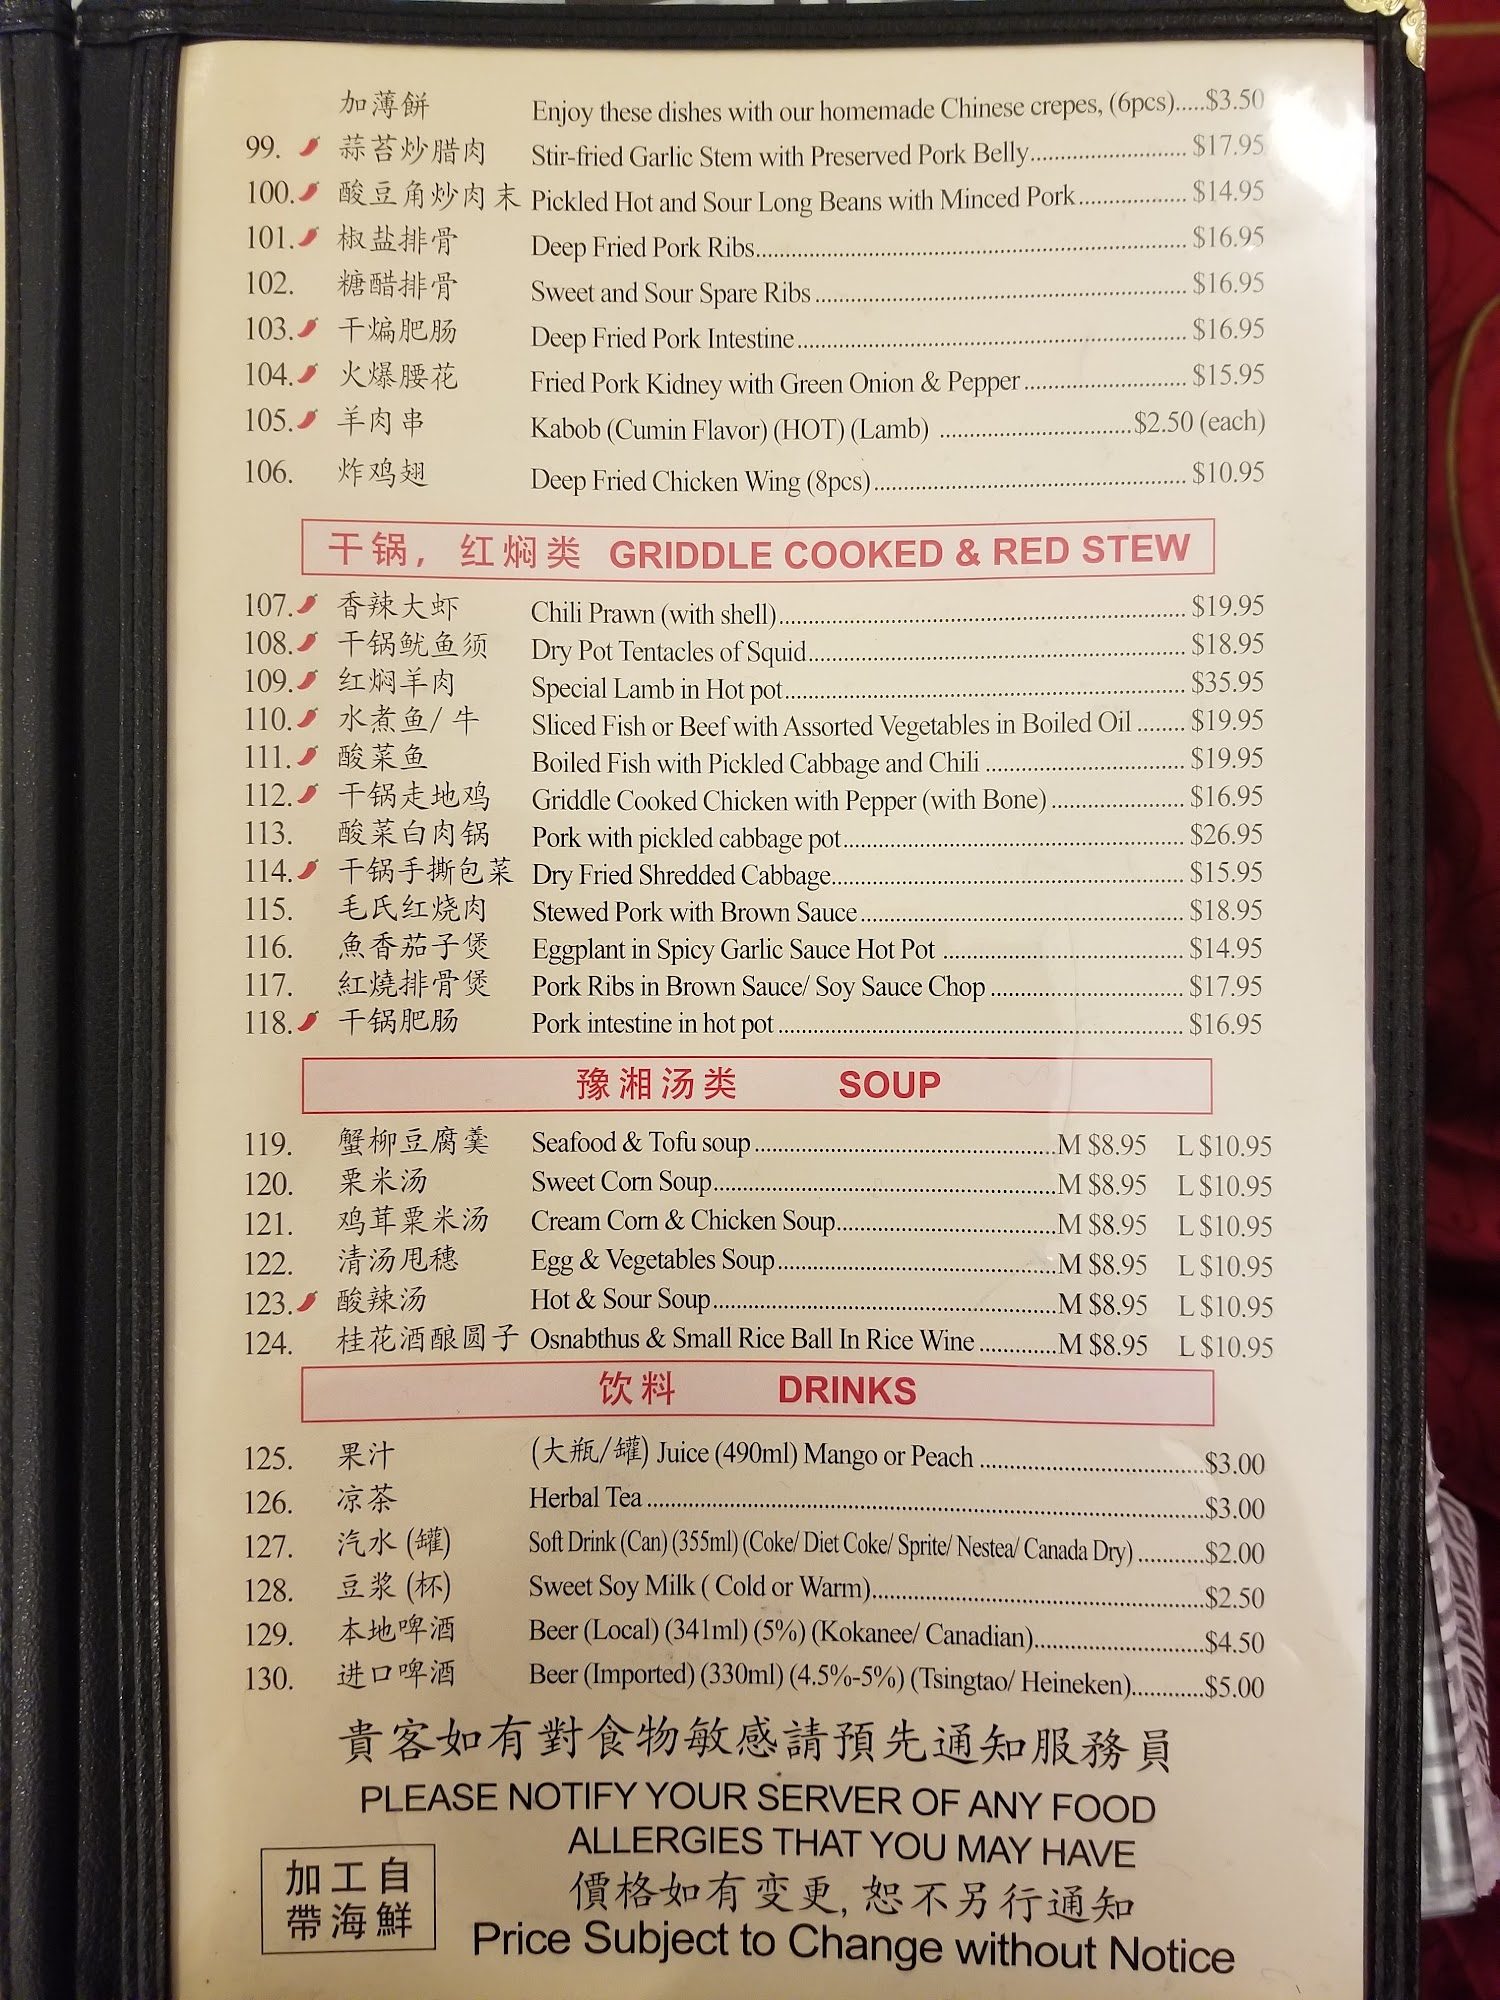 加薄餅 Enjoy these dishes with our homemade Chinese crepes, (6pcs).....$3.50
99. 蒜苔炒腊肉 Stir-fried Garlic Stem with Preserved Pork Belly........................ $17.95
100. 酸豆角炒肉末 Pickled Hot and Sour Long Beans with Minced Pork................ $14.95
101. 椒盐排骨 Deep Fried Pork Ribs................................................................ $16.95
102. 糖醋排骨 Sweet and Sour Spare Ribs....................................................... $16.95
103. 干煸肥肠 Deep Fried Pork Intestine.......................................................... $16.95
104. 火爆腰花 Fried Pork Kidney with Green Onion & Pepper........................ $15.95
105. 羊肉串 Kabob (Cumin Flavor) (HOT) (Lamb) .............................$2.50 (each)
106. 炸鸡翅 Deep Fried Chicken Wing (8pcs)............................................... $10.95
干锅, 红焖类 GRIDDLE COOKED & RED STEW
107. 香辣大虾 Chili Prawn (with shell)............................................................. $19.95
108. 干锅鱿鱼须 Dry Pot Tentacles of Squid........................................................ $18.95
109. 红焖羊肉 Special Lamb in Hot pot............................................................ $35.95
110. 水煮鱼/ 牛 Sliced Fish or Beef with Assorted Vegetables in Boiled Oil ........ $19.95
111. 酸菜鱼 Boiled Fish with Pickled Cabbage and Chili .............................. $19.95
112. 干锅走地鸡 Griddle Cooked Chicken with Pepper (with Bone).................... $16.95
113. 酸菜白肉锅 Pork with pickled cabbage pot.................................................... $26.95
114. 干锅手撕包菜 Dry Fried Shredded Cabbage..................................................... $15.95
115. 毛氏红烧肉 Stewed Pork with Brown Sauce................................................. $18.95
116. 魚香茄子煲 Eggplant in Spicy Garlic Sauce Hot Pot .................................... $14.95
117. 紅燒排骨煲 Pork Ribs in Brown Sauce/ Soy Sauce Chop ............................. $17.95
118. 干锅肥肠 Pork intestine in hot pot............................................................. $16.95
豫湘汤类 SOUP
119. 蟹柳豆腐羹 Seafood & Tofu soup.............................................M $8.95 L $10.95
120. 粟米汤 Sweet Corn Soup...................................................M $8.95 L $10.95
121. 鸡茸粟米汤 Cream Corn & Chicken Soup.................................M $8.95 L $10.95
122. 清汤甩穗 Egg & Vegetables Soup..........................................M $8.95 L $10.95
123. 酸辣汤 Hot & Sour Soup....................................................M $8.95 L $10.95
124. 桂花酒酿圆子 Osnabthus & Small Rice Ball In Rice Wine ............M $8.95 L $10.95
饮料 DRINKS
125. 果汁 (大瓶/罐) Juice (490ml) Mango or Peach ..................................$3.00
126. 凉茶 Herbal Tea ....................................................................................$3.00
127. 汽水 (罐) Soft Drink (Can) (355ml) (Coke/ Diet Coke/ Sprite/ Nestea/ Canada Dry) ..........$2.00
128. 豆浆 (杯) Sweet Soy Milk ( Cold or Warm)..................................................$2.50
129. 本地啤酒 Beer (Local) (341ml) (5%) (Kokanee/ Canadian).........................$4.50
130. 进口啤酒 Beer (Imported) (330ml) (4.5%-5%) (Tsingtao/ Heineken)...........$5.00
貴客如有對食物敏感請預先通知服務員
PLEASE NOTIFY YOUR SERVER OF ANY FOOD
ALLERGIES THAT YOU MAY HAVE
加工自
帶海鮮
價格如有変更, 恕不另行通知
Price Subject to Change without Notice